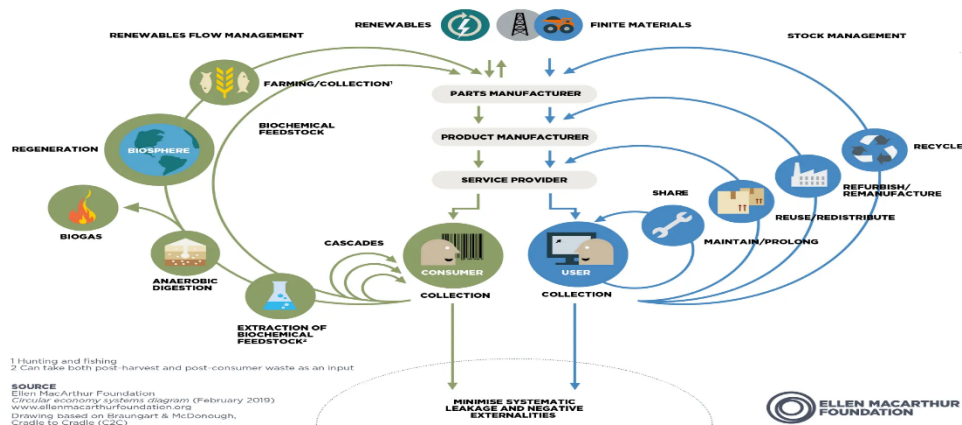 RENEWABLES
FINITE MATERIALS
RENEWABLES FLOW MANAGEMENT
STOCK MANAGEMENT
FARMING/COLLECTION¹
PARTS MANUFACTURER
BIOCHEMICAL
FEEDSTOCK
PRODUCT MANUFACTURER
REGENERATION
BIOSPHERE
RECYCLE
SERVICE PROVIDER
SHARE
REFURBISH/
REMANUFACTURE
REUSE/REDISTRIBUTE
BIOGAS
CASCADES
MAINTAIN/PROLONG
CONSUMER
USER
ANAEROBIC
DIGESTION
COLLECTION
COLLECTION
EXTRACTION OF
BIOCHEMICAL
FEEDSTOCK²
1 Hunting and fishing
2 Can take both post-harvest and post-consumer waste as an input
SOURCE
Ellen MacArthur Foundation
Circular economy systems diagram (February 2019)
www.ellenmacarthurfoundation.org
Drawing based on Braungart & McDonough,
Cradle to Cradle (C2C)
MINIMISE SYSTEMATIC
LEAKAGE AND NEGATIVE
EXTERNALITIES
ELLEN MACARTHUR
FOUNDATION